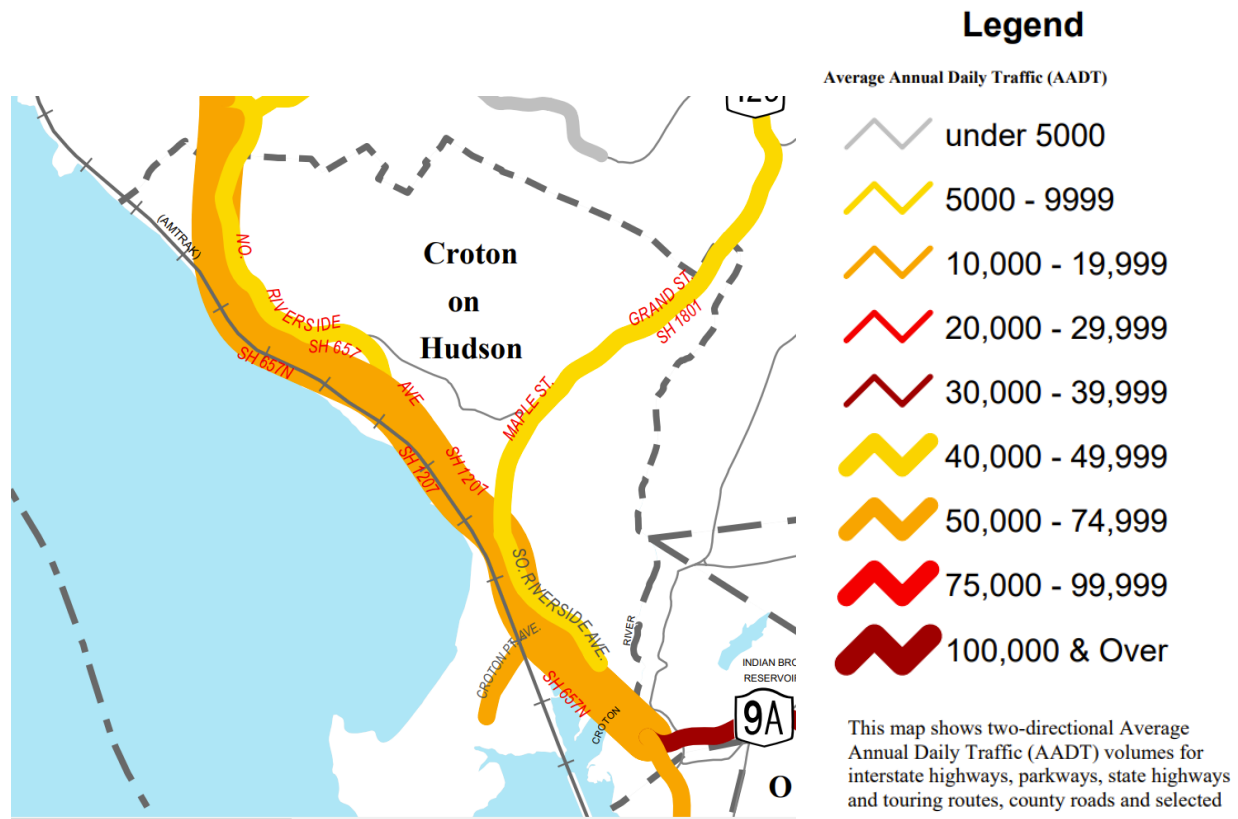 Legend
Average Annual Daily Traffic (AADT)
under 5000
5000 - 9999
10,000 - 19,999
20,000 - 29,999
30,000 - 39,999
40,000 - 49,999
50,000 - 74,999
75,000 - 99,999
100,000 & Over
This map shows two-directional Average
Annual Daily Traffic (AADT) volumes for
interstate highways, parkways, state highways
and touring routes, county roads and selected
(AMTRAK)
NO.
RIVERSIDE
AVE
SH 657
SH 657N
Croton
on
Hudson
GRAND ST.
SH 1801
MAPLE ST.
SH 1207
SH 1207
SO. RIVERSIDE AVE.
CROTON PT. AVE.
SH 657N
CROTON
RIVER
INDIAN BRO
RESERVOI
9A
O